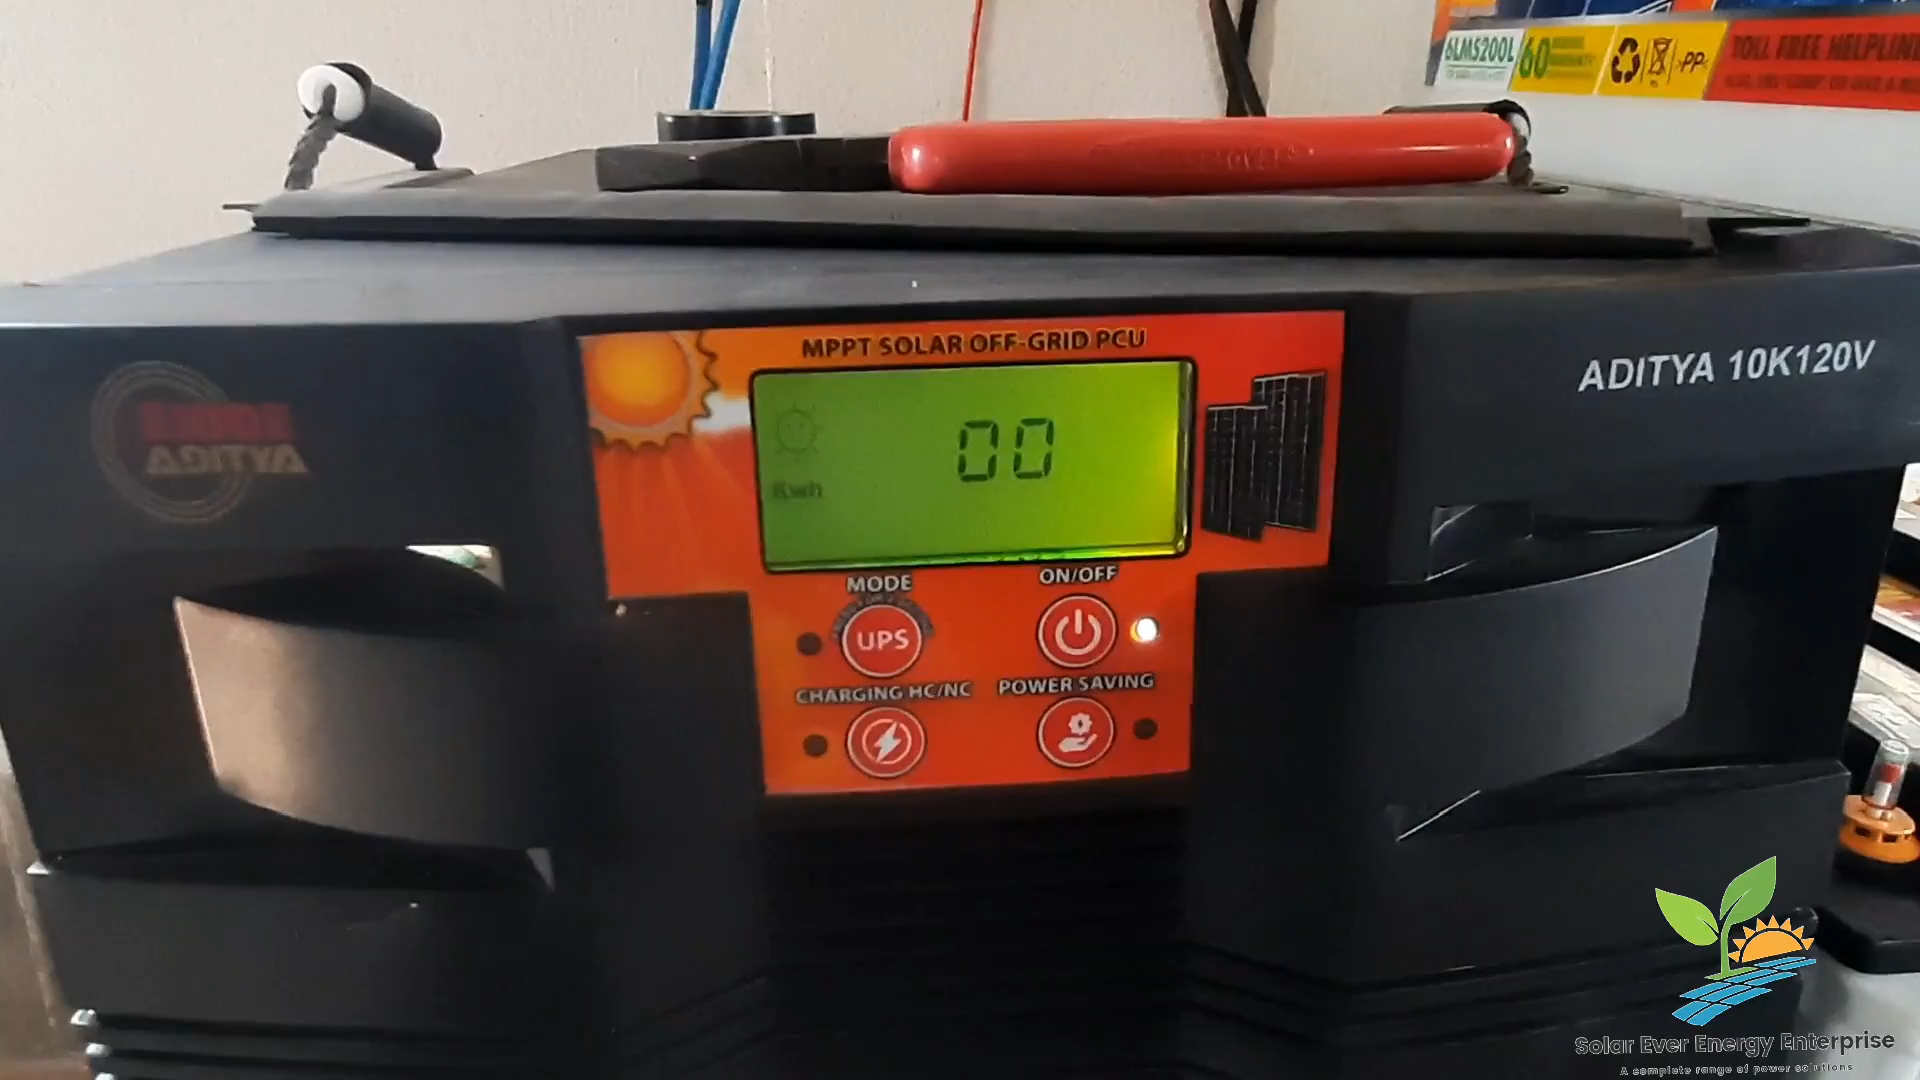 6LMS200L
60
PP
TOLL FREE HELPLINE
MPPT SOLAR OFF-GRID PCU
ADITYA 10K120V
ADITYA
00
Kwh
MODE
ON/OFF
UPS
CHARGING HC/NC
POWER SAVING
Solar Ever Energy Enterprise
A complete range of power solutions